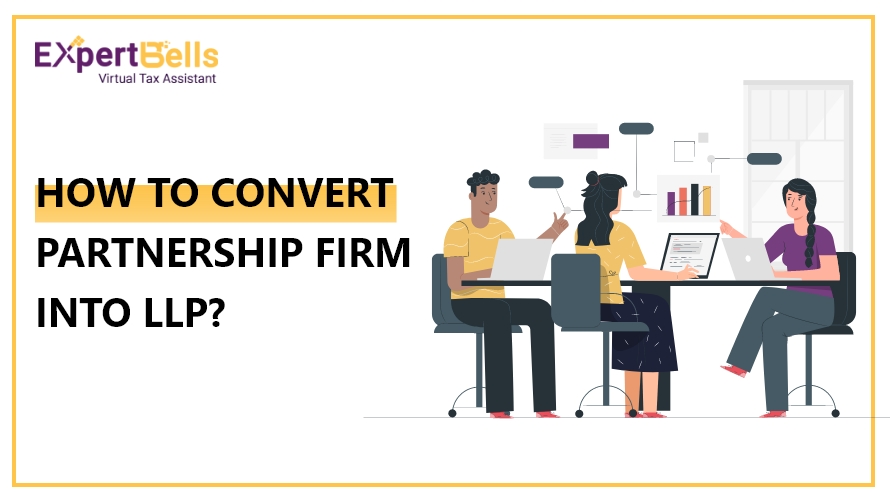 EXpertBells
Virtual Tax Assistant
HOW TO CONVERT
PARTNERSHIP FIRM
INTO LLP?